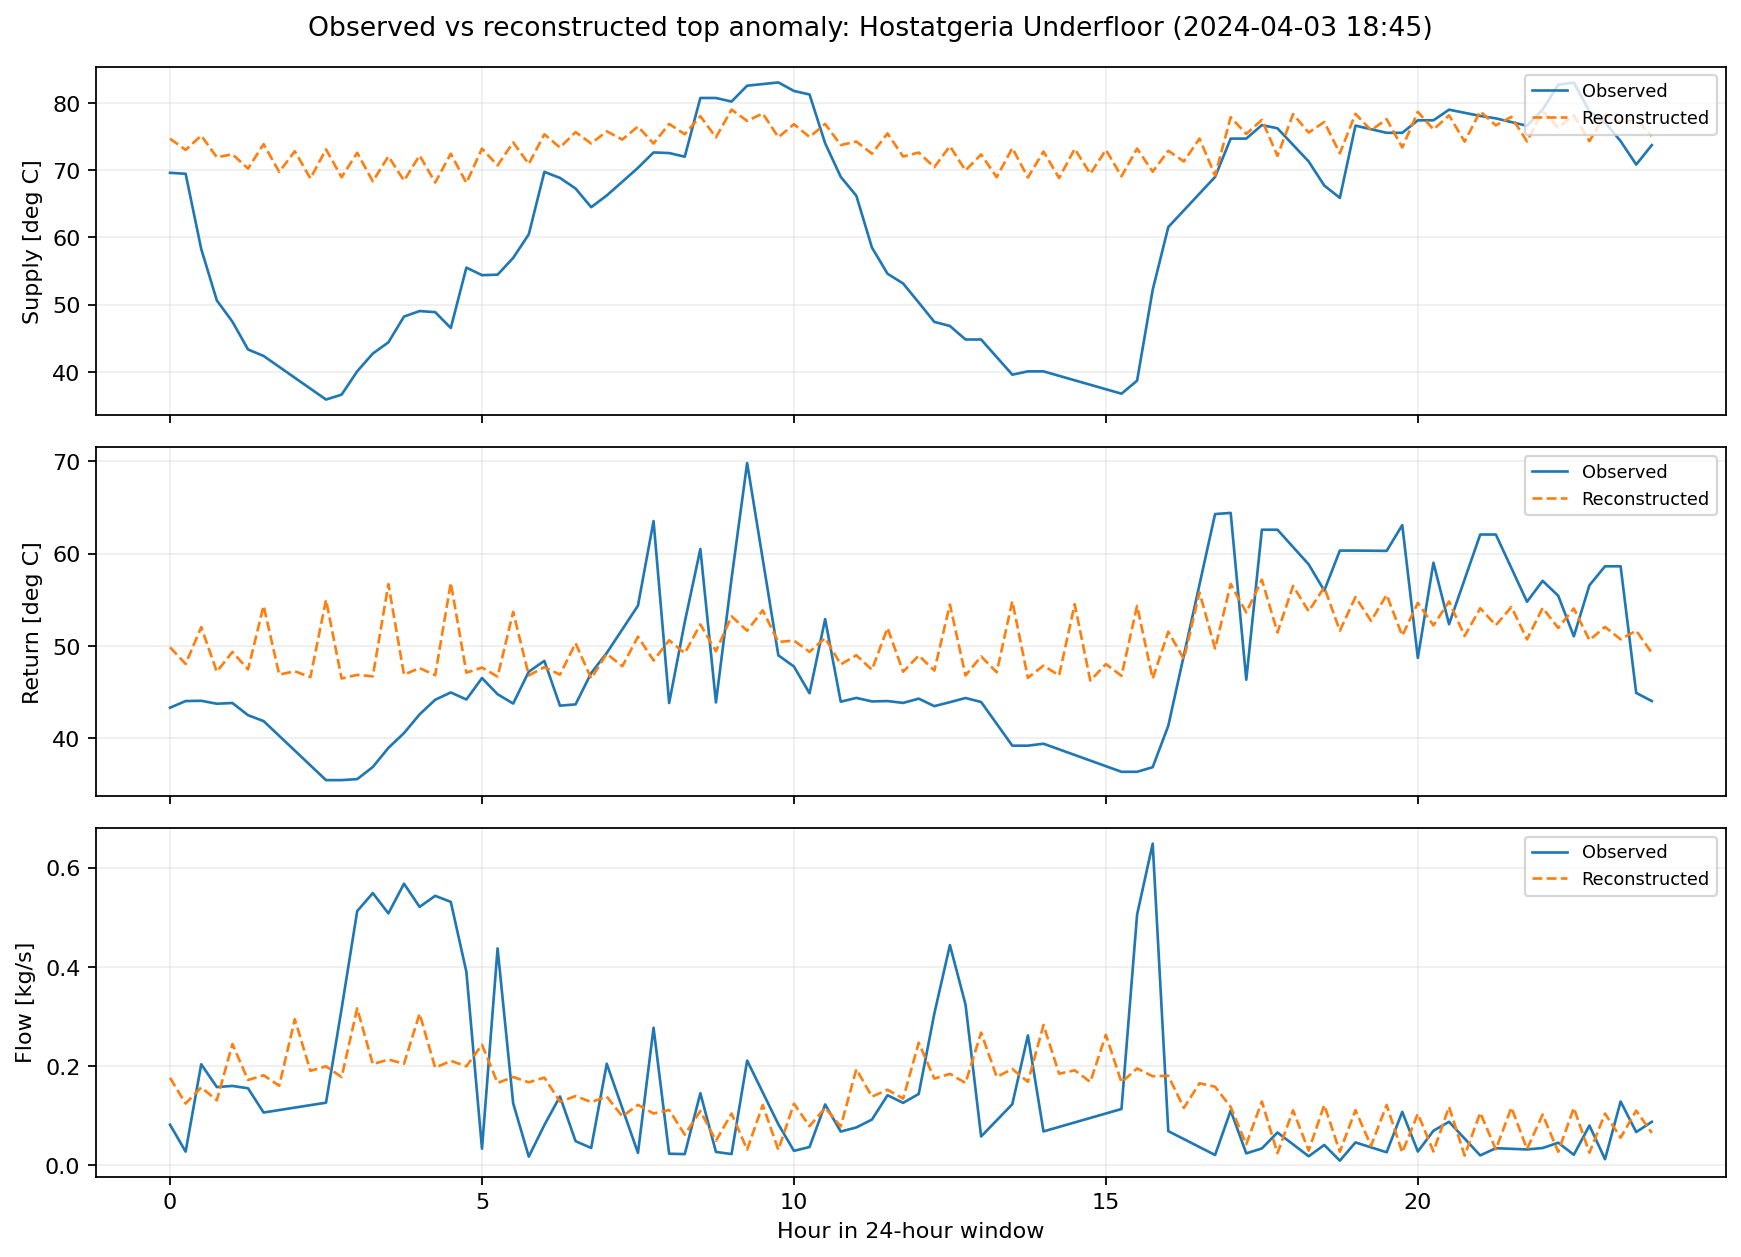 Observed vs reconstructed top anomaly: Hostatgeria Underfloor (2024-04-03 18:45)
Supply [deg C]
80
70
60
50
40
Observed
Reconstructed
Return [deg C]
70
60
50
40
Observed
Reconstructed
Flow [kg/s]
0.6
0.4
0.2
0.0
Observed
Reconstructed
0 5 10 15 20
Hour in 24-hour window